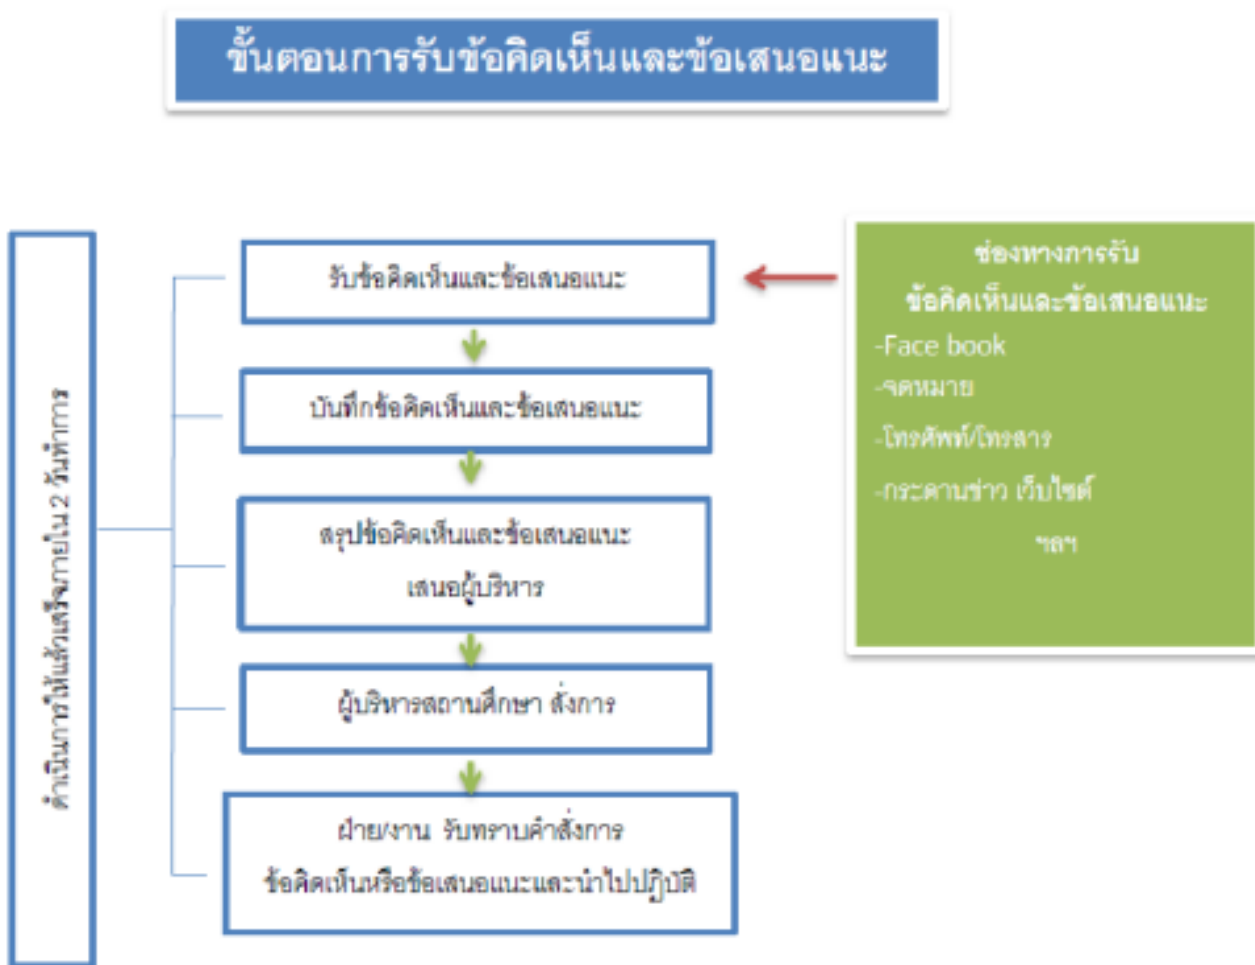 ขั้นตอนการรับข้อคิดเห็นและข้อเสนอแนะ
ดำเนินการให้แล้วเสร็จภายใน 2 วันทำการ
รับข้อคิดเห็นและข้อเสนอแนะ
บันทึกข้อคิดเห็นและข้อเสนอแนะ
สรุปข้อคิดเห็นและข้อเสนอแนะ
เสนอผู้บริหาร
ผู้บริหารสถานศึกษา สั่งการ
ฝ่าย/งาน รับทราบคำสั่งการ
ข้อคิดเห็นหรือข้อเสนอแนะและนำไปปฏิบัติ
ช่องทางการรับ
ข้อคิดเห็นและข้อเสนอแนะ
-Face book
-จดหมาย
-โทรศัพท์/โทรสาร
-กระดานข่าว เว็บไซต์
ฯลฯ